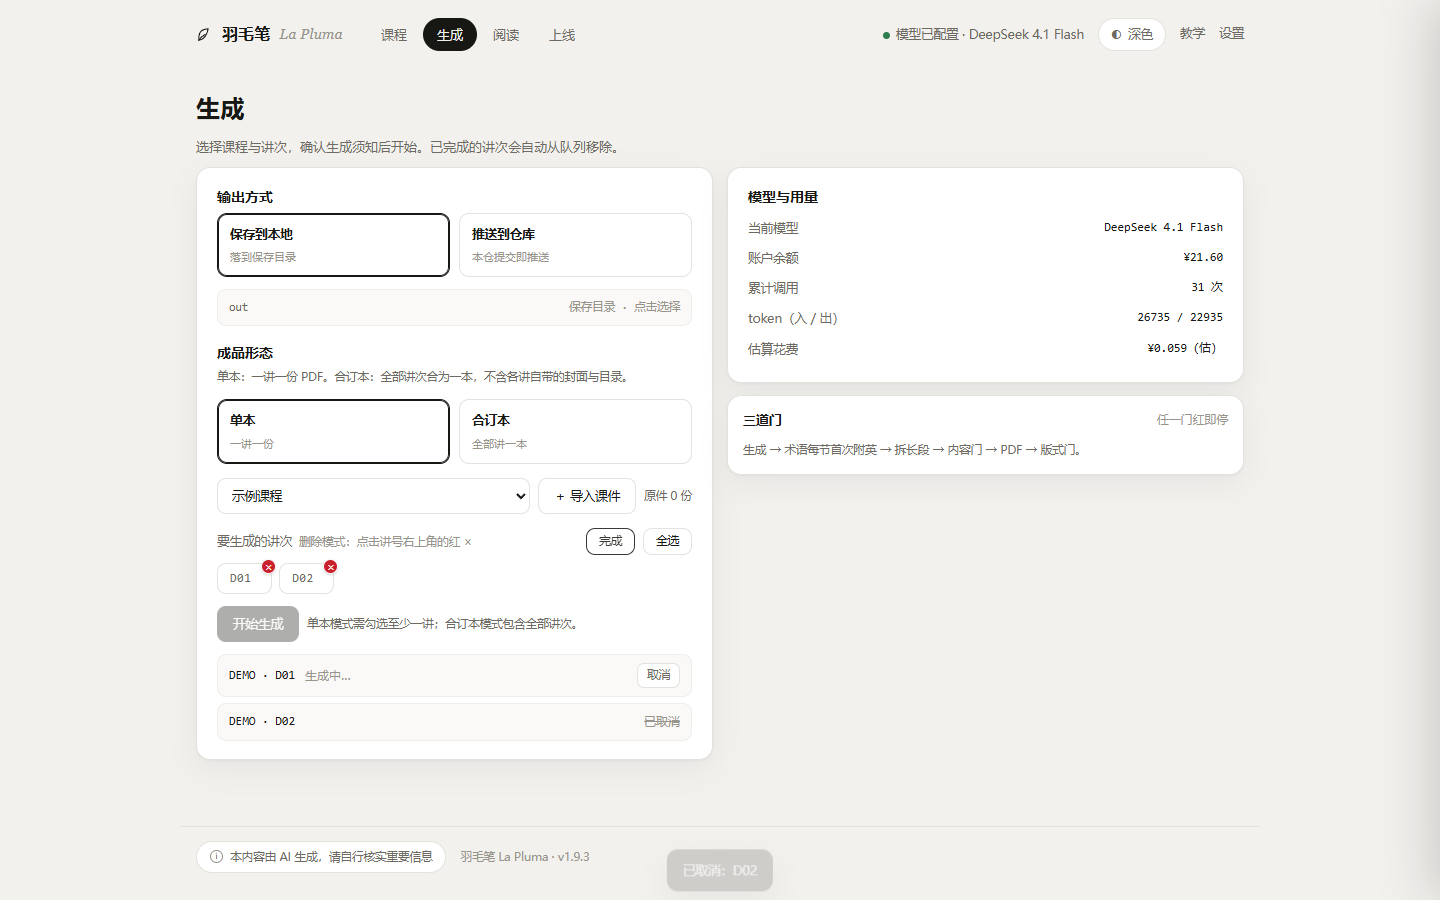 羽毛笔 La Pluma 课程 生成 阅读 上线 模型已配置 · DeepSeek 4.1 Flash 深色 教学 设置
生成
选择课程与讲次，确认生成须知后开始。已完成的讲次会自动从队列移除。
输出方式
保存到本地
落到保存目录
推送到仓库
本仓提交即推送
out 保存目录 · 点击选择
成品形态
单本：一讲一份 PDF。合订本：全部讲次合为一本，不含各讲自带的封面与目录。
单本
一讲一份
合订本
全部讲一本
示例课程 + 导入课件 原件 0 份
要生成的讲次 删除模式：点击讲号右上角的红 × 完成 全选
D01 × D02 ×
开始生成 单本模式需勾选至少一讲；合订本模式包含全部讲次。
DEMO · D01 生成中… 取消
DEMO · D02 已取消
模型与用量
当前模型 DeepSeek 4.1 Flash
账户余额 ¥21.60
累计调用 31 次
token（入 / 出） 26735 / 22935
估算花费 ¥0.059（估）
三道门 任一门红即停
生成 → 术语每节首次附英 → 拆长段 → 内容门 → PDF → 版式门。
本内容由 AI 生成，请自行核实重要信息 羽毛笔 La Pluma · v1.9.3
已取消：D02